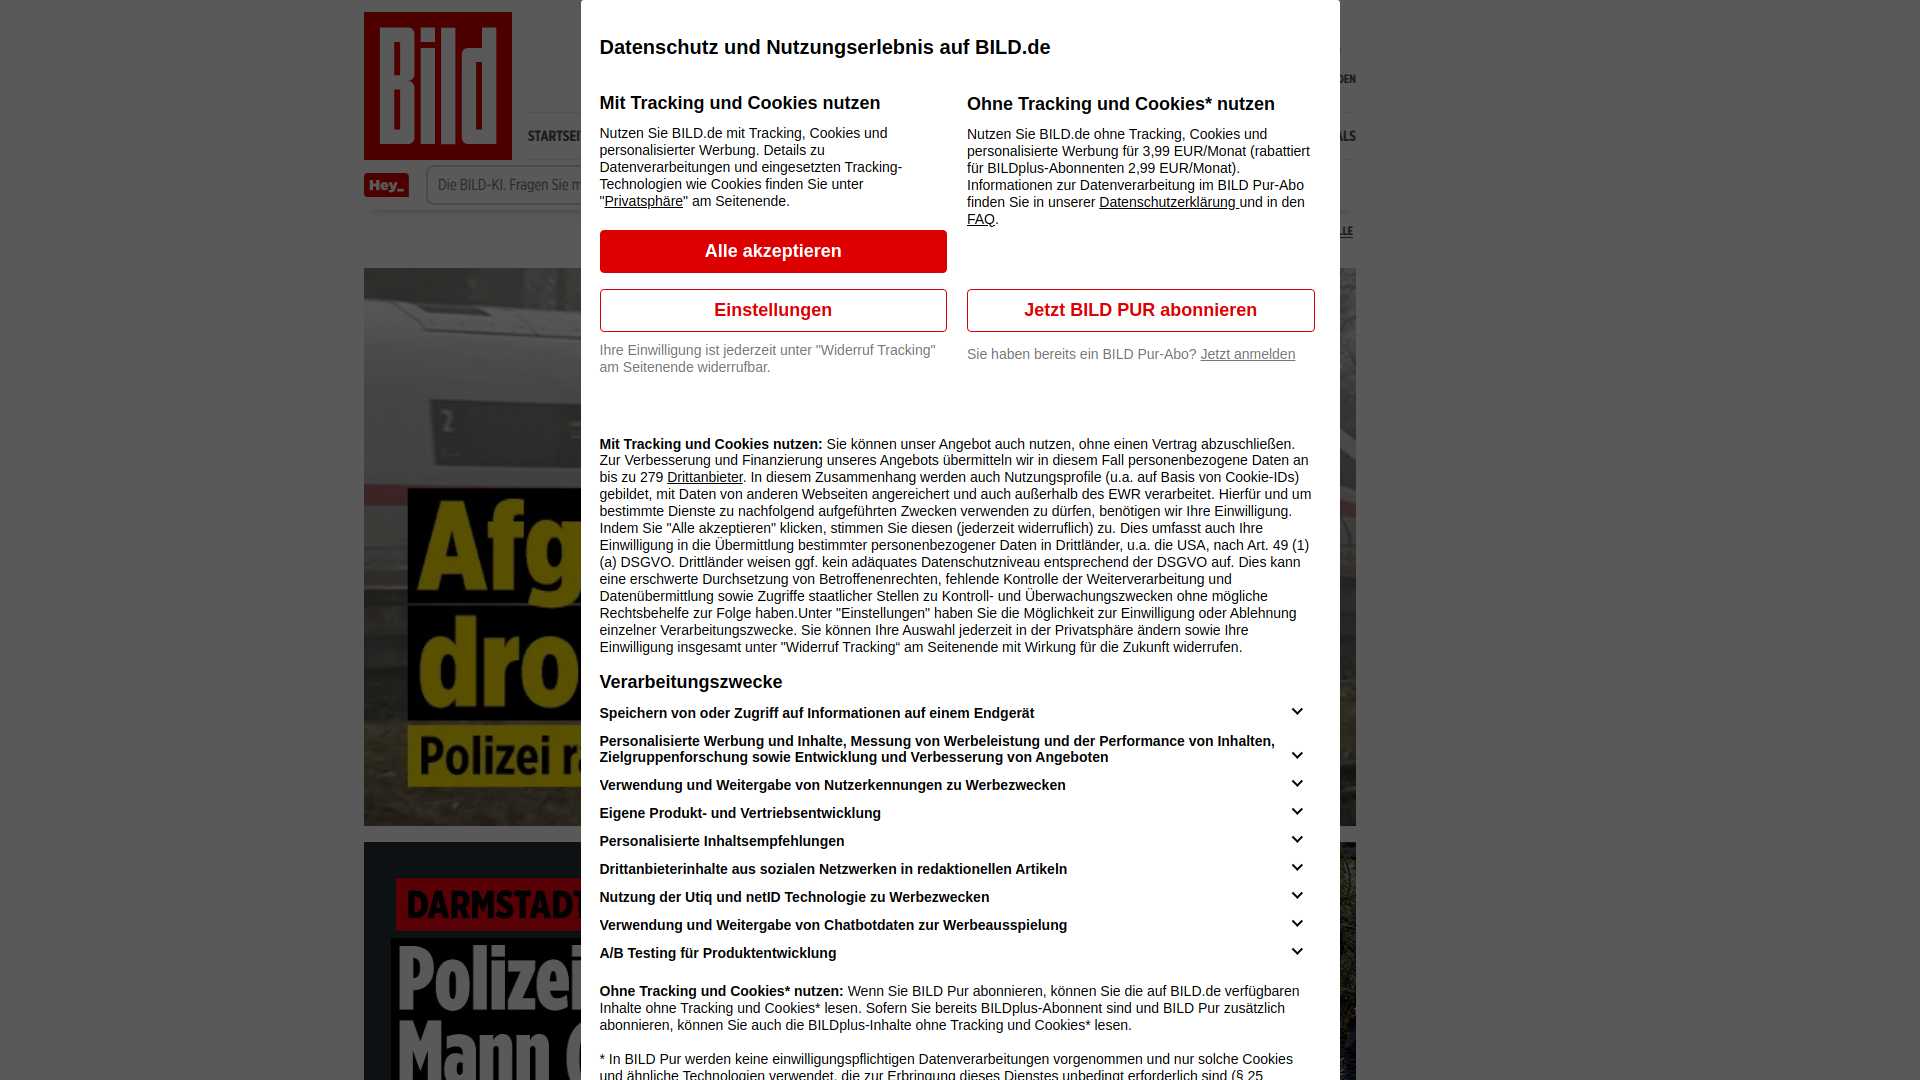 Bild
DEN
STARTSEI
ALS
Hey_
Die BILD-KI. Fragen Sie m
LLE
2
Afg
dro
Polizei ra
DARMSTADT
Polizei
Mann
Datenschutz und Nutzungserlebnis auf BILD.de
Mit Tracking und Cookies nutzen
Nutzen Sie BILD.de mit Tracking, Cookies und
personalisierter Werbung. Details zu
Datenverarbeitungen und eingesetzten Tracking-
Technologien wie Cookies finden Sie unter
"Privatsphäre" am Seitenende.
Alle akzeptieren
Einstellungen
Ihre Einwilligung ist jederzeit unter "Widerruf Tracking"
am Seitenende widerrufbar.
Ohne Tracking und Cookies* nutzen
Nutzen Sie BILD.de ohne Tracking, Cookies und
personalisierte Werbung für 3,99 EUR/Monat (rabattiert
für BILDplus-Abonnenten 2,99 EUR/Monat).
Informationen zur Datenverarbeitung im BILD Pur-Abo
finden Sie in unserer Datenschutzerklärung und in den
FAQ.
Jetzt BILD PUR abonnieren
Sie haben bereits ein BILD Pur-Abo? Jetzt anmelden
Mit Tracking und Cookies nutzen: Sie können unser Angebot auch nutzen, ohne einen Vertrag abzuschließen.
Zur Verbesserung und Finanzierung unseres Angebots übermitteln wir in diesem Fall personenbezogene Daten an
bis zu 279 Drittanbieter. In diesem Zusammenhang werden auch Nutzungsprofile (u.a. auf Basis von Cookie-IDs)
gebildet, mit Daten von anderen Webseiten angereichert und auch außerhalb des EWR verarbeitet. Hierfür und um
bestimmte Dienste zu nachfolgend aufgeführten Zwecken verwenden zu dürfen, benötigen wir Ihre Einwilligung.
Indem Sie "Alle akzeptieren" klicken, stimmen Sie diesen (jederzeit widerruflich) zu. Dies umfasst auch Ihre
Einwilligung in die Übermittlung bestimmter personenbezogener Daten in Drittländer, u.a. die USA, nach Art. 49 (1)
(a) DSGVO. Drittländer weisen ggf. kein adäquates Datenschutzniveau entsprechend der DSGVO auf. Dies kann
eine erschwerte Durchsetzung von Betroffenenrechten, fehlende Kontrolle der Weiterverarbeitung und
Datenübermittlung sowie Zugriffe staatlicher Stellen zu Kontroll- und Überwachungszwecken ohne mögliche
Rechtsbehelfe zur Folge haben.Unter "Einstellungen" haben Sie die Möglichkeit zur Einwilligung oder Ablehnung
einzelner Verarbeitungszwecke. Sie können Ihre Auswahl jederzeit in der Privatsphäre ändern sowie Ihre
Einwilligung insgesamt unter "Widerruf Tracking“ am Seitenende mit Wirkung für die Zukunft widerrufen.
Verarbeitungszwecke
Speichern von oder Zugriff auf Informationen auf einem Endgerät
Personalisierte Werbung und Inhalte, Messung von Werbeleistung und der Performance von Inhalten,
Zielgruppenforschung sowie Entwicklung und Verbesserung von Angeboten
Verwendung und Weitergabe von Nutzerkennungen zu Werbezwecken
Eigene Produkt- und Vertriebsentwicklung
Personalisierte Inhaltsempfehlungen
Drittanbieterinhalte aus sozialen Netzwerken in redaktionellen Artikeln
Nutzung der Utiq und netID Technologie zu Werbezwecken
Verwendung und Weitergabe von Chatbotdaten zur Werbeausspielung
A/B Testing für Produktentwicklung
Ohne Tracking und Cookies* nutzen: Wenn Sie BILD Pur abonnieren, können Sie die auf BILD.de verfügbaren
Inhalte ohne Tracking und Cookies* lesen. Sofern Sie bereits BILDplus-Abonnent sind und BILD Pur zusätzlich
abonnieren, können Sie auch die BILDplus-Inhalte ohne Tracking und Cookies* lesen.
* In BILD Pur werden keine einwilligungspflichtigen Datenverarbeitungen vorgenommen und nur solche Cookies
und ähnliche Technologien verwendet, die zur Erbringung dieses Dienstes unbedingt erforderlich sind (§ 25